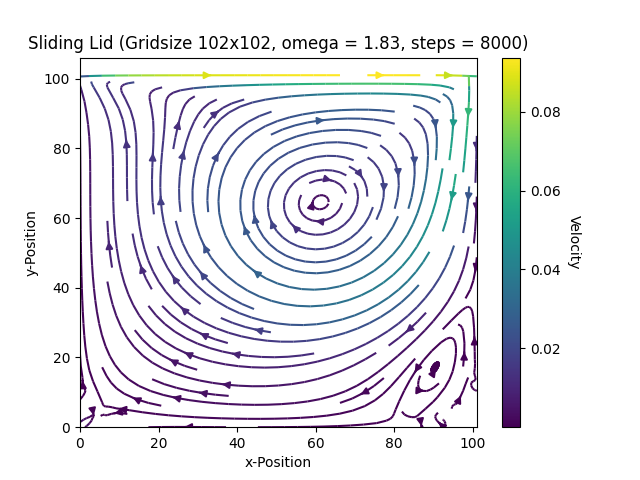 Sliding Lid (Gridsize 102x102, omega = 1.83, steps = 8000)
100
80
60
40
20
0
y-Position
0 20 40 60 80 100
x-Position
0.08
0.06
0.04
0.02
Velocity